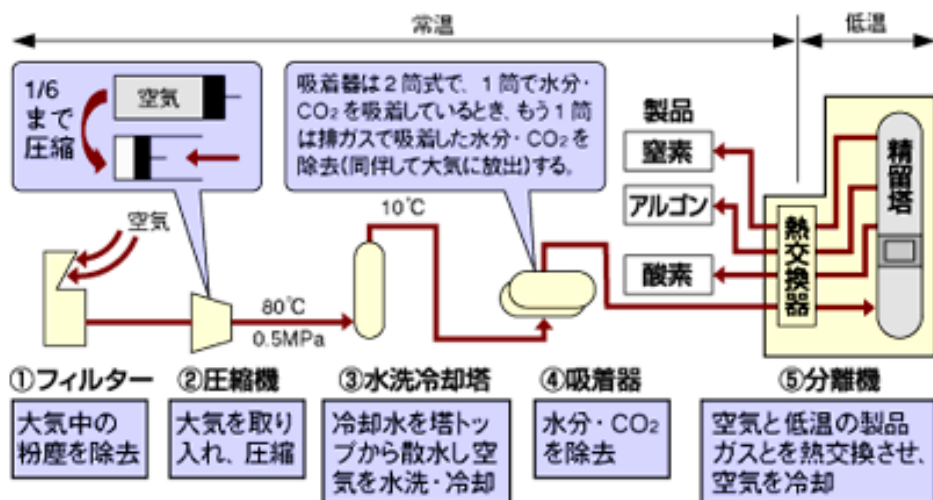 常温
低温
1/6
まで
圧縮
空気
吸着器は2筒式で、1筒で水分・
CO₂を吸着しているとき、もう1筒
は排ガスで吸着した水分・CO₂を
除去(同伴して大気に放出)する。
製品
窒素
アルゴン
酸素
熱交換器
精留塔
空気
80℃
0.5MPa
10℃
①フィルター
大気中の
粉塵を除去
②圧縮機
大気を取り
入れ、圧縮
③水洗冷却塔
冷却水を塔トッ
プから散水し空
気を水洗・冷却
④吸着器
水分・CO₂
を除去
⑤分離機
空気と低温の製品
ガスとを熱交換させ、
空気を冷却